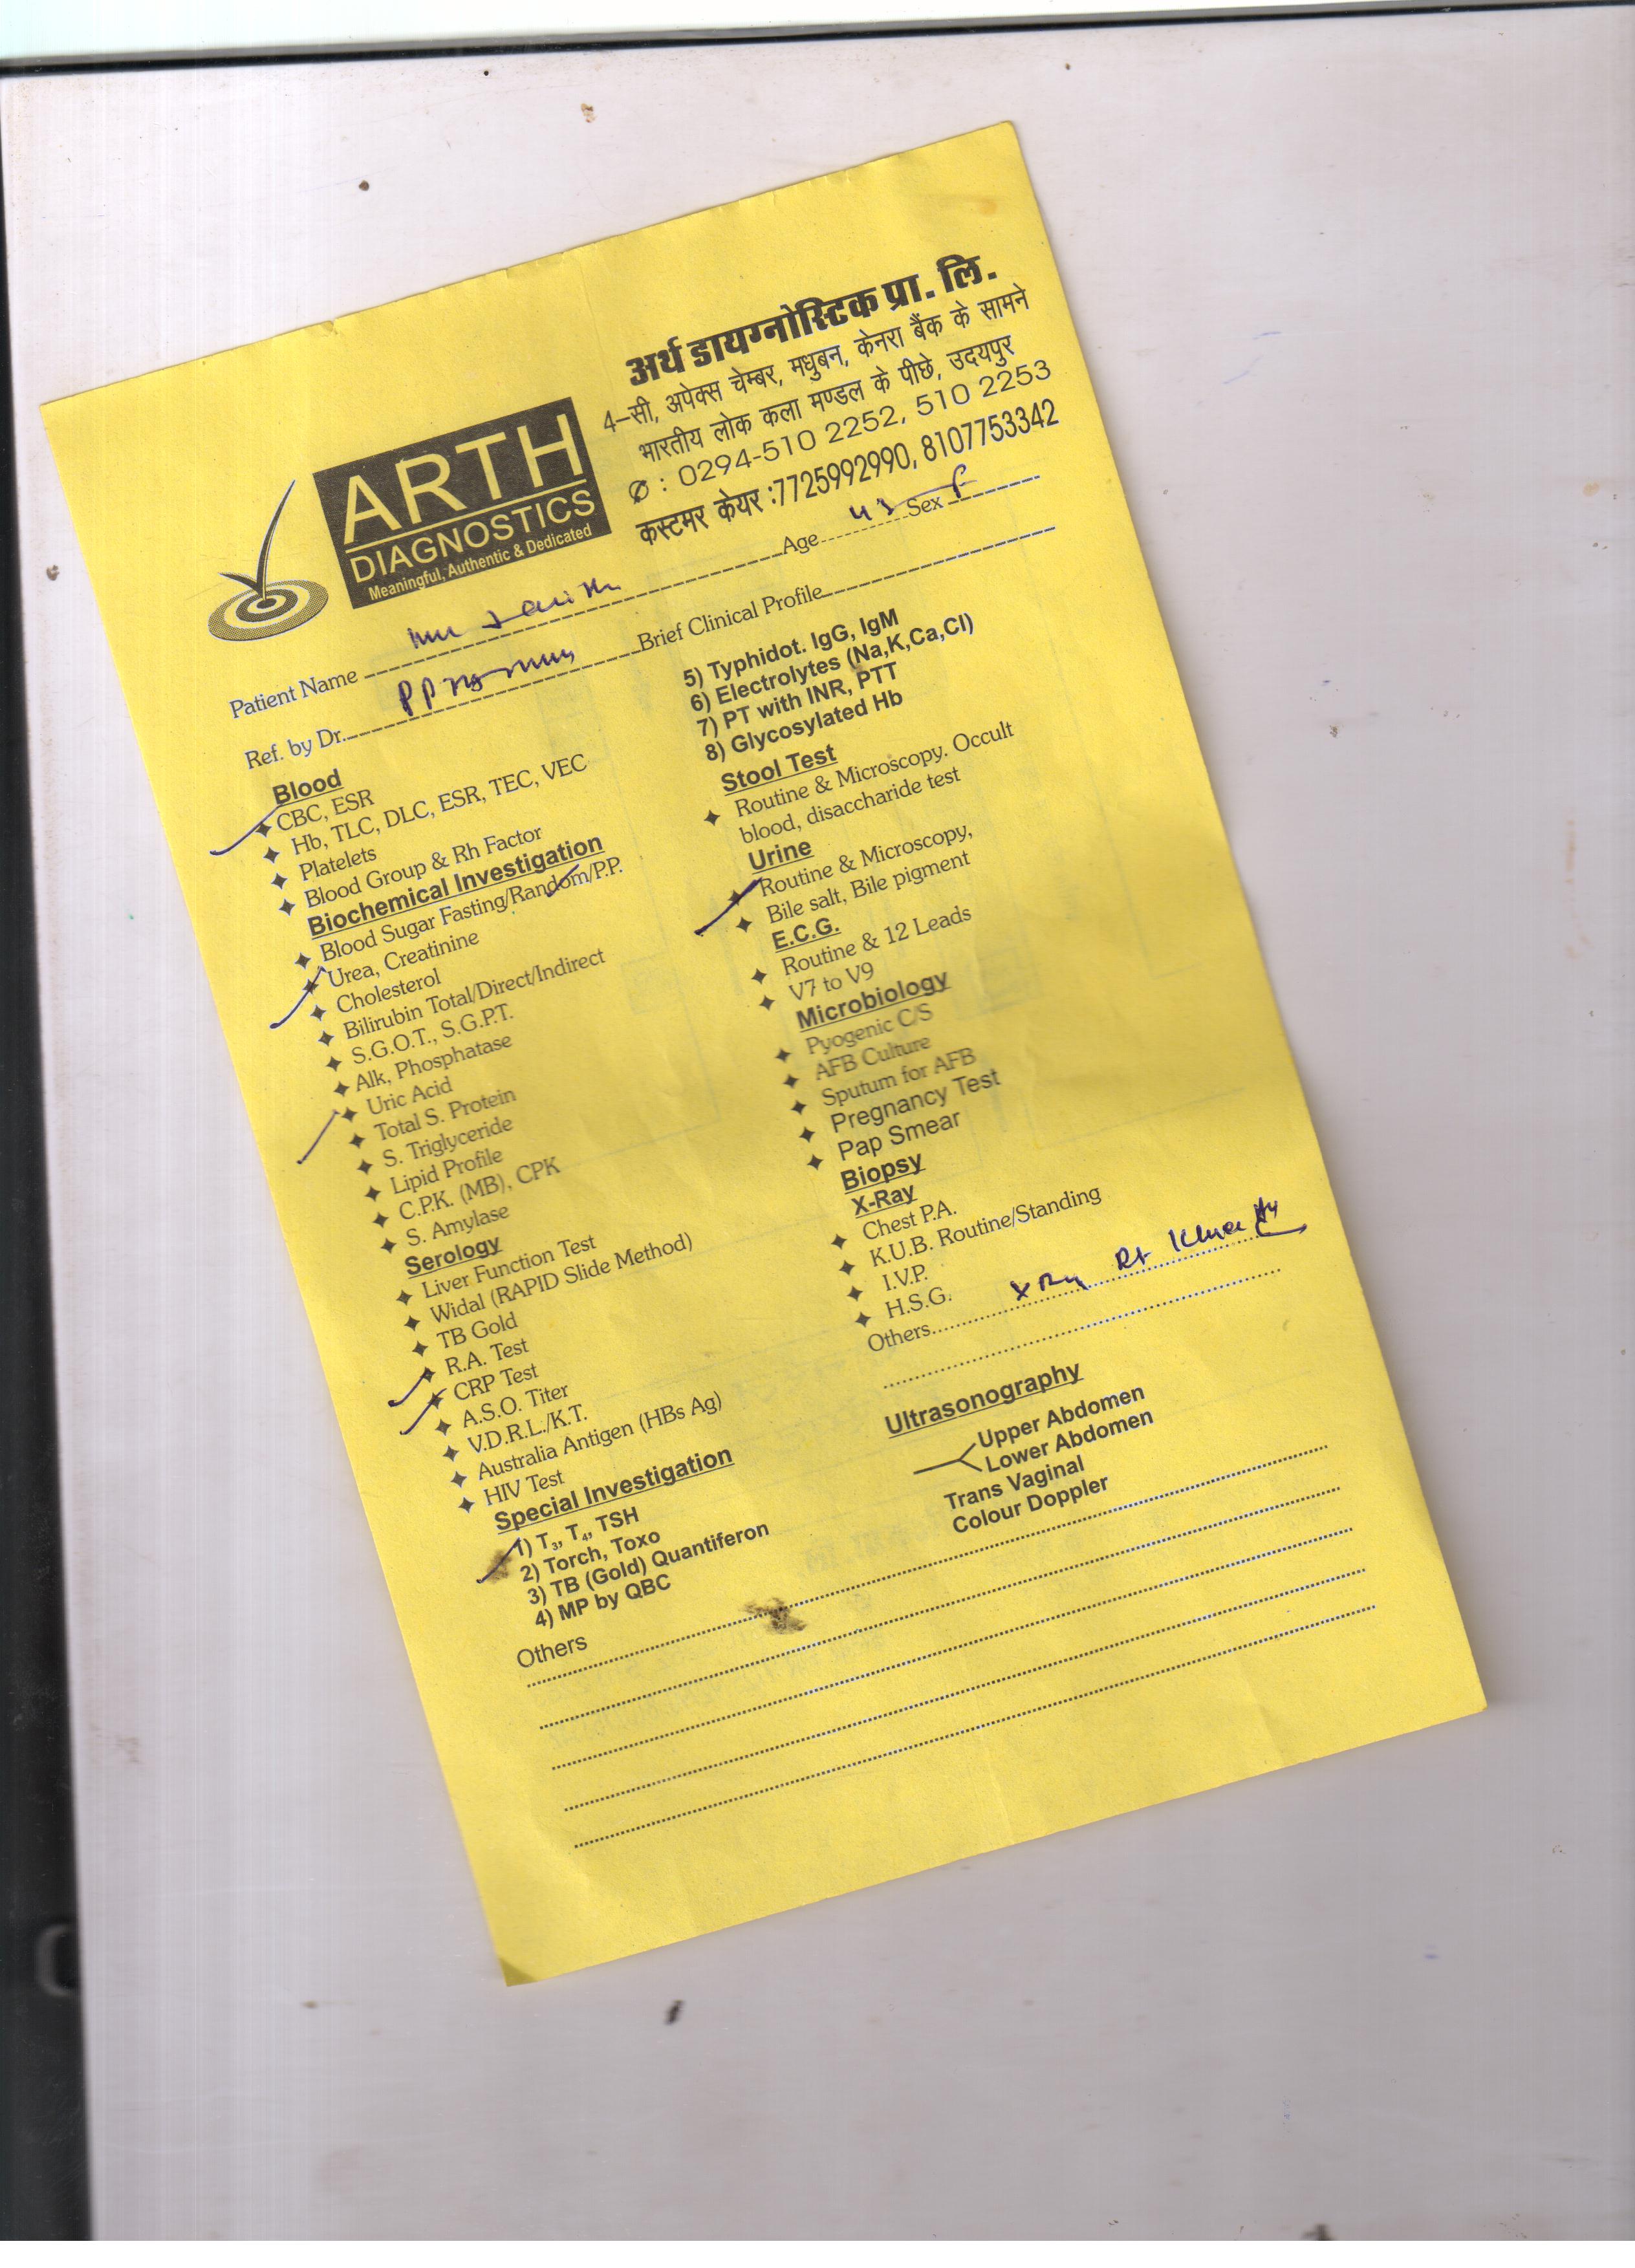 अर्थ डायग्नोस्टिक प्रा. लि.
4-सी, अपेक्स चेम्बर, मधुबन, केनरा बैंक के सामने
भारतीय लोक कला मण्डल के पीछे, उदयपुर
: 0294-510 2252, 510 2253
कस्टमर केयर :7725992990, 8107753342
ARTH
DIAGNOSTICS
Meaningful, Authentic & Dedicated
Patient Name Age Sex F
Ref. by Dr. Brief Clinical Profile
Blood
CBC, ESR
Hb, TLC, DLC, ESR, TEC, VEC
Platelets
Blood Group & Rh Factor
Biochemical Investigation
Blood Sugar Fasting/Random/P.P.
Urea, Creatinine
Cholesterol
Bilirubin Total/Direct/Indirect
S.G.O.T., S.G.P.T.
Alk, Phosphatase
Uric Acid
Total S. Protein
S. Triglyceride
Lipid Profile
C.P.K. (MB), CPK
S. Amylase
Serology
Liver Function Test
Widal (RAPID Slide Method)
TB Gold
R.A. Test
CRP Test
A.S.O. Titer
V.D.R.L./K.T.
Australia Antigen (HBs Ag)
HIV Test
Special Investigation
1) T3, T4, TSH
2) Torch, Toxo
3) TB (Gold) Quantiferon
4) MP by QBC
Others
5) Typhidot. IgG, IgM
6) Electrolytes (Na,K,Ca,Cl)
7) PT with INR, PTT
8) Glycosylated Hb
Stool Test
Routine & Microscopy. Occult
blood, disaccharide test
Urine
Routine & Microscopy,
Bile salt, Bile pigment
E.C.G.
Routine & 12 Leads
V7 to V9
Microbiology
Pyogenic C/S
AFB Culture
Sputum for AFB
Pregnancy Test
Pap Smear
Biopsy
X-Ray
Chest P.A.
K.U.B. Routine/Standing
I.V.P.
H.S.G.
Others X Ray Rt Knee
Ultrasonography
Upper Abdomen
Lower Abdomen
Trans Vaginal
Colour Doppler